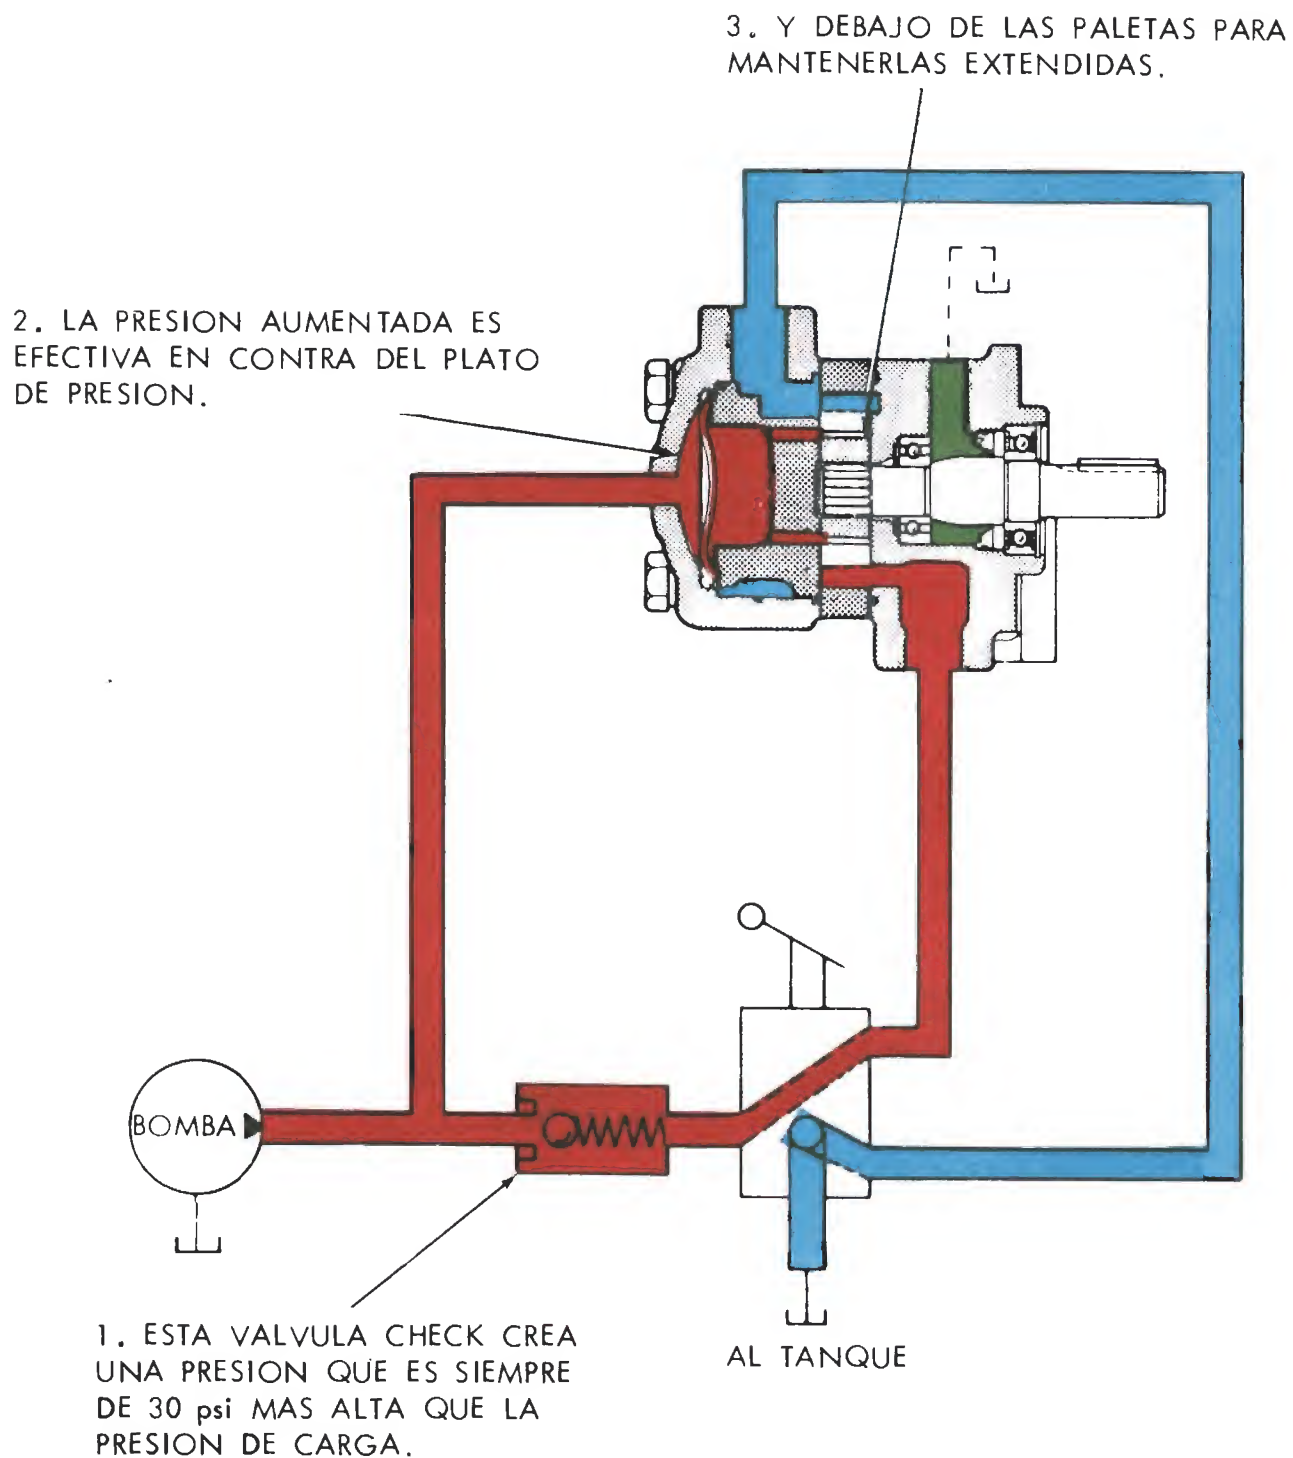 3. Y DEBAJO DE LAS PALETAS PARA
MANTENERLAS EXTENDIDAS.
2. LA PRESION AUMENTADA ES
EFECTIVA EN CONTRA DEL PLATO
DE PRESION.
BOMBA
1. ESTA VALVULA CHECK CREA
UNA PRESION QUE ES SIEMPRE
DE 30 psi MAS ALTA QUE LA
PRESION DE CARGA.
AL TANQUE